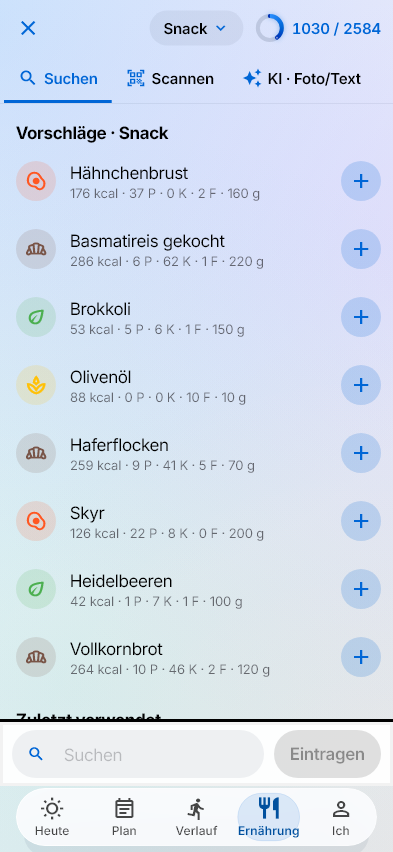 Snack
1030 / 2584
Suchen
Scannen
KI · Foto/Text
Vorschläge · Snack
Hähnchenbrust
176 kcal · 37 P · 0 K · 2 F · 160 g
Basmatireis gekocht
286 kcal · 6 P · 62 K · 1 F · 220 g
Brokkoli
53 kcal · 5 P · 6 K · 1 F · 150 g
Olivenöl
88 kcal · 0 P · 0 K · 10 F · 10 g
Haferflocken
259 kcal · 9 P · 41 K · 5 F · 70 g
Skyr
126 kcal · 22 P · 8 K · 0 F · 200 g
Heidelbeeren
42 kcal · 1 P · 7 K · 1 F · 100 g
Vollkornbrot
264 kcal · 10 P · 46 K · 2 F · 120 g
Zuletzt verwendet
Suchen
Eintragen
Heute
Plan
Verlauf
Ernährung
Ich